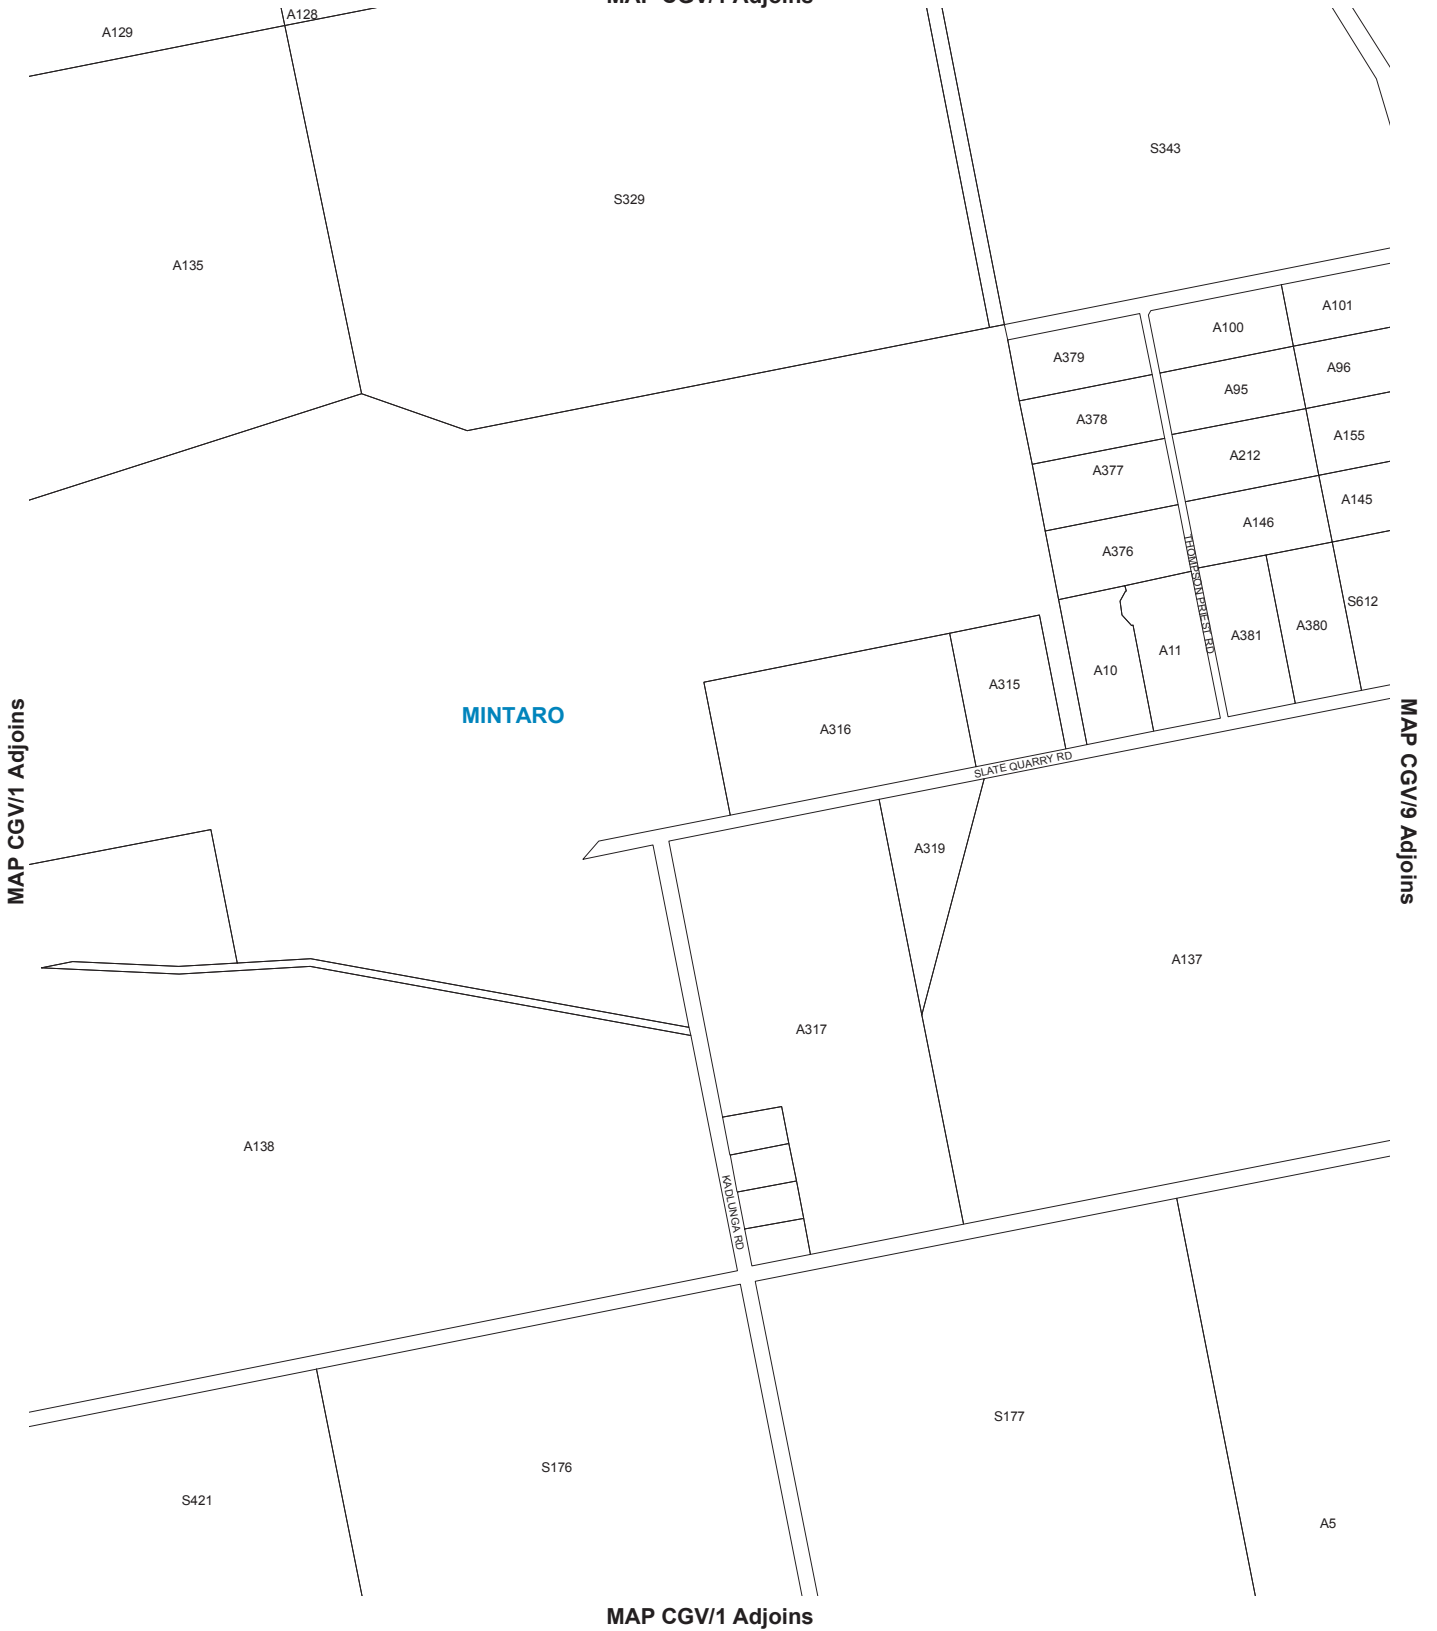 MAP CGV/1 Adjoins
A128
A129
S343
S329
A135
A101
A100
A379
A96
A95
A378
A155
A212
A377
A145
A146
A376
THOMPSON PRIEST RD
S612
A380
A381
A11
A10
A315
MINTARO
A316
SLATE QUARRY RD
MAP CGV/1 Adjoins
MAP CGV/9 Adjoins
A319
A137
A317
A138
KADLUNGA RD
S177
S176
S421
A5
MAP CGV/1 Adjoins